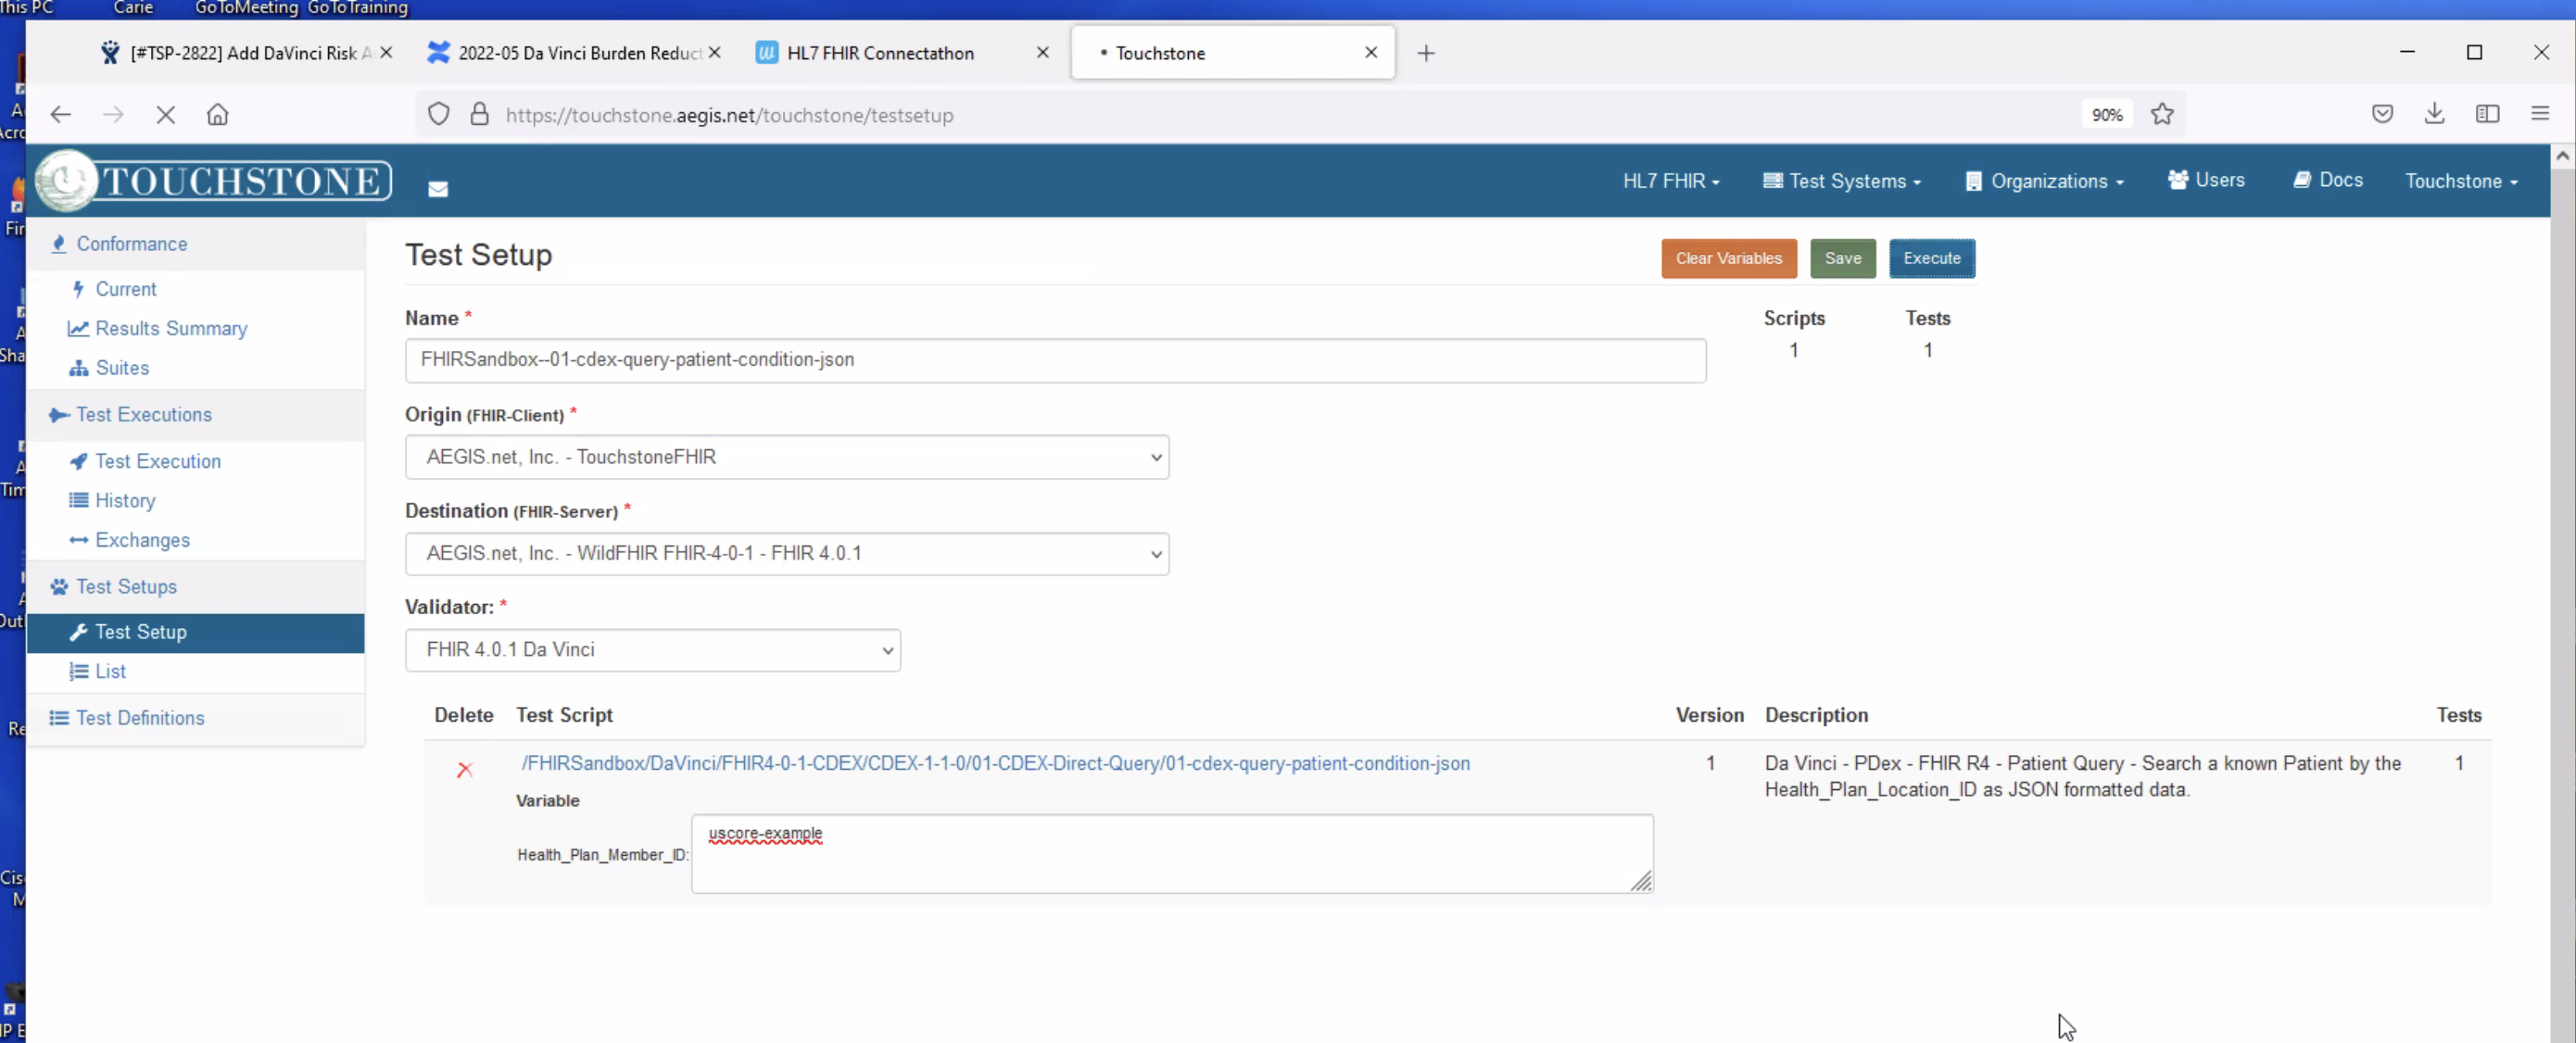 This PC Carie GoToMeeting GoToTraining
[#TSP-2822] Add DaVinci Risk A
2022-05 Da Vinci Burden Reduct
HL7 FHIR Connectathon
Touchstone
https://touchstone.aegis.net/touchstone/testsetup
90%
TOUCHSTONE
HL7 FHIR
Test Systems
Organizations
Users
Docs
Touchstone
Conformance
Current
Results Summary
Suites
Test Executions
Test Execution
History
Exchanges
Test Setups
Test Setup
List
Test Definitions
Test Setup
Clear Variables
Save
Execute
Name *
Scripts
Tests
FHIRSandbox--01-cdex-query-patient-condition-json
1
1
Origin (FHIR-Client) *
AEGIS.net, Inc. - TouchstoneFHIR
Destination (FHIR-Server) *
AEGIS.net, Inc. - WildFHIR FHIR-4-0-1 - FHIR 4.0.1
Validator: *
FHIR 4.0.1 Da Vinci
Delete Test Script Version Description Tests
/FHIRSandbox/DaVinci/FHIR4-0-1-CDEX/CDEX-1-1-0/01-CDEX-Direct-Query/01-cdex-query-patient-condition-json 1 Da Vinci - PDex - FHIR R4 - Patient Query - Search a known Patient by the 1
Health_Plan_Location_ID as JSON formatted data.
Variable
Health_Plan_Member_ID: uscore-example